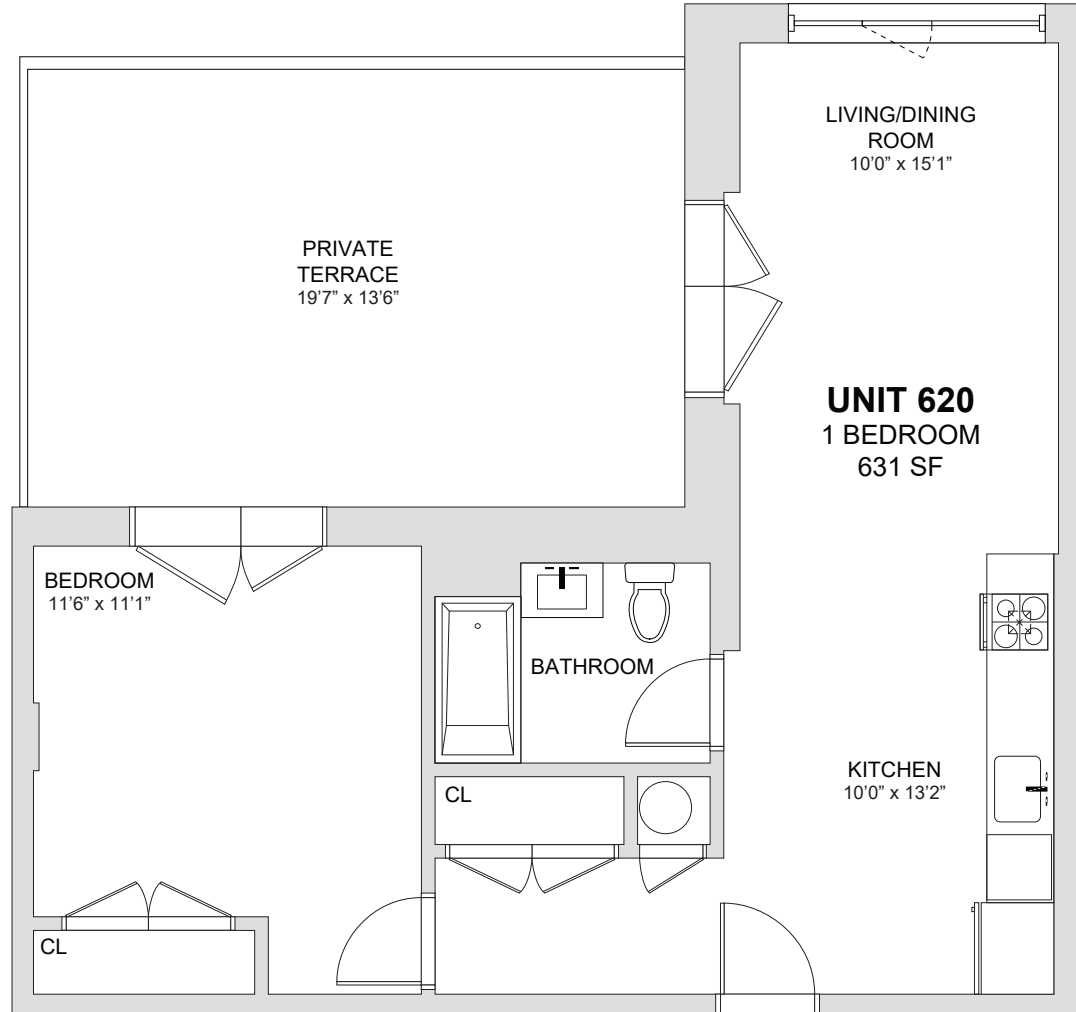 LIVING/DINING
ROOM
10’0” x 15’1”
PRIVATE
TERRACE
19’7” x 13’6”
UNIT 620
1 BEDROOM
631 SF
BEDROOM
11’6” x 11’1”
BATHROOM
KITCHEN
10’0” x 13’2”
CL
CL